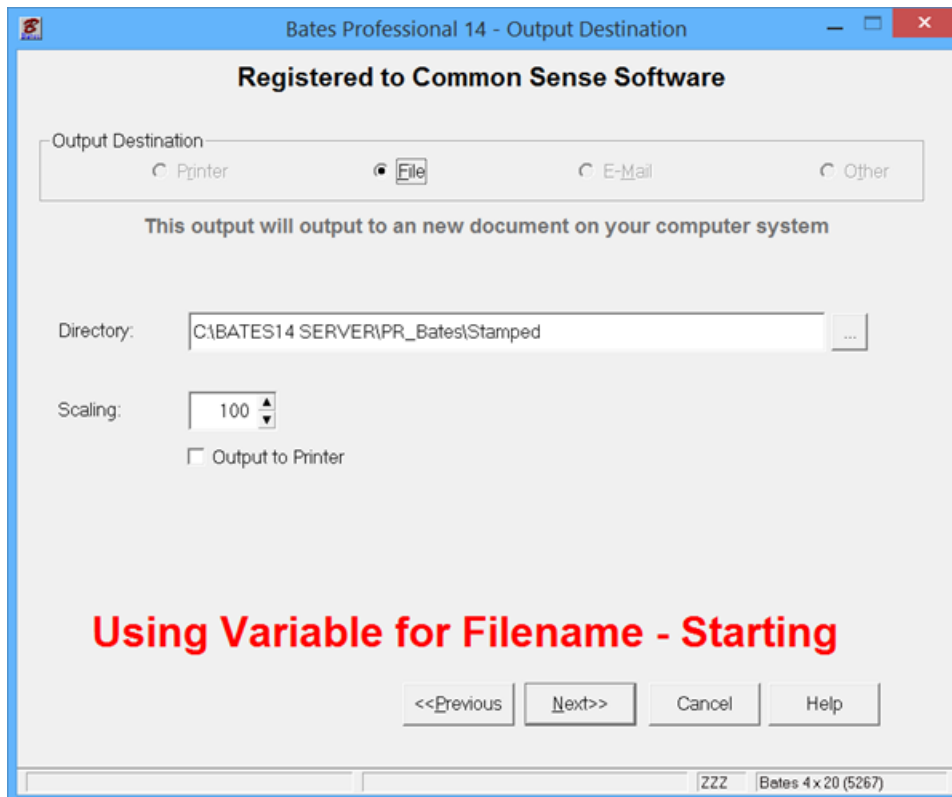 Bates Professional 14 - Output Destination
Registered to Common Sense Software
Output Destination
Printer File E-Mail Other
This output will output to an new document on your computer system
Directory: C:\BATES14 SERVER\PR_Bates\Stamped ...
Scaling: 100
Output to Printer
Using Variable for Filename - Starting
<<Previous Next>> Cancel Help
ZZZ Bates 4 x 20 (5267)